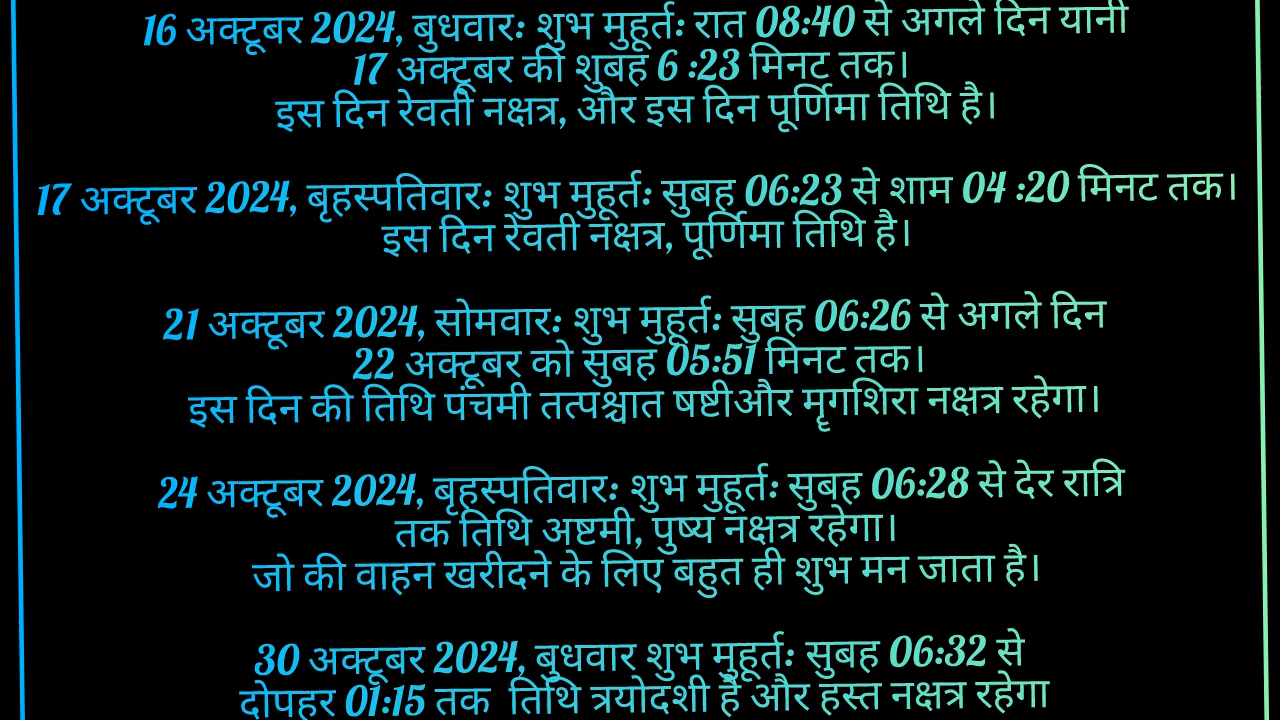 16 अक्टूबर 2024, बुधवार: शुभ मुहूर्त: रात 08:40 से अगले दिन यानी
17 अक्टूबर की शुबह 6 :23 मिनट तक।
इस दिन रेवती नक्षत्र, और इस दिन पूर्णिमा तिथि है।
17 अक्टूबर 2024, बृहस्पतिवार: शुभ मुहूर्त: सुबह 06:23 से शाम 04 :20 मिनट तक।
इस दिन रेवती नक्षत्र, पूर्णिमा तिथि है।
21 अक्टूबर 2024, सोमवार: शुभ मुहूर्त: सुबह 06:26 से अगले दिन
22 अक्टूबर को सुबह 05:51 मिनट तक।
इस दिन की तिथि पंचमी तत्पश्चात षष्टीऔर मृगशिरा नक्षत्र रहेगा।
24 अक्टूबर 2024, बृहस्पतिवार: शुभ मुहूर्त: सुबह 06:28 से देर रात्रि
तक तिथि अष्टमी, पुष्य नक्षत्र रहेगा।
जो की वाहन खरीदने के लिए बहुत ही शुभ मन जाता है।
30 अक्टूबर 2024, बुधवार शुभ मुहूर्त: सुबह 06:32 से
दोपहर 01:15 तक तिथि त्रयोदशी है और हस्त नक्षत्र रहेगा